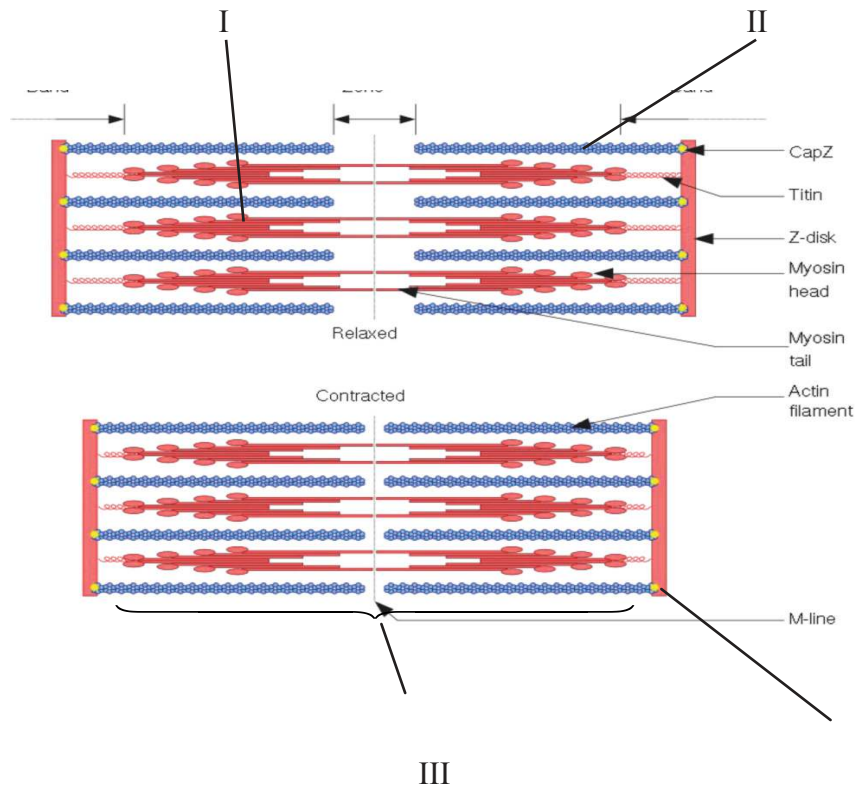 I
II
CapZ
Titin
Z-disk
Myosin
head
Relaxed
Myosin
tail
Contracted
Actin
filament
M-line
III